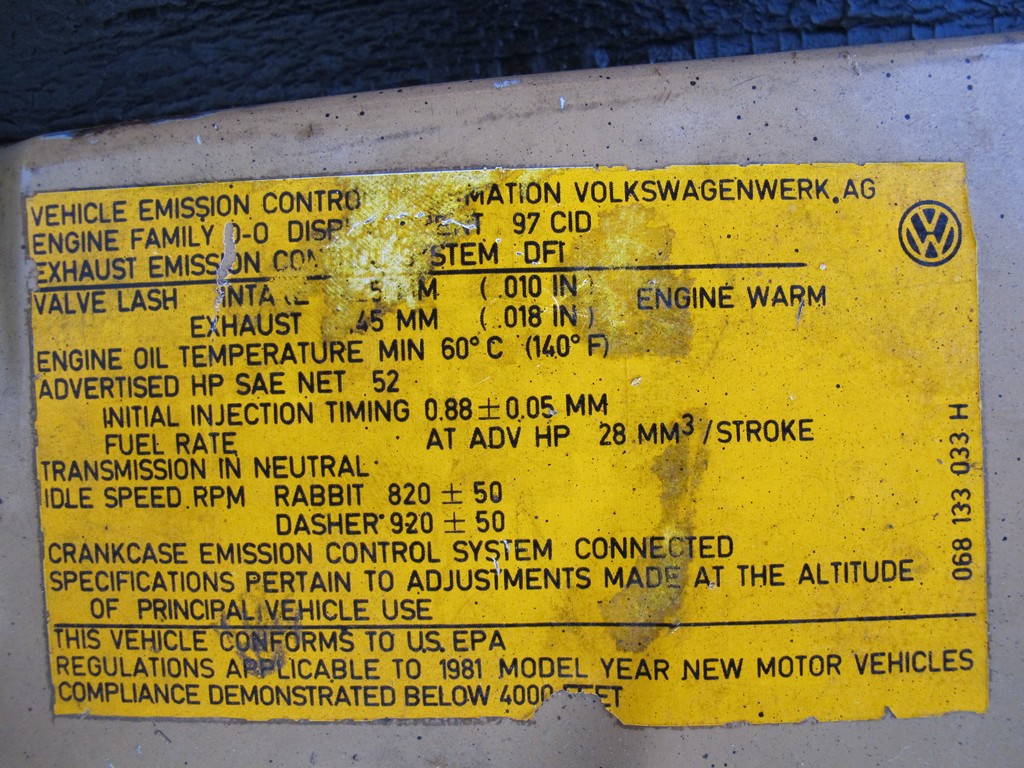 VEHICLE EMISSION CONTRO MATION VOLKSWAGENWERK AG
ENGINE FAMILY D-O DISP ENT 97 CID
EXHAUST EMISSION CON STEM DFI
VALVE LASH INTA 5 M ( .010 IN ) ENGINE WARM
EXHAUST .45 MM ( .018 IN )
ENGINE OIL TEMPERATURE MIN 60°C (140°F)
ADVERTISED HP SAE NET 52
INITIAL INJECTION TIMING 0.88 ± 0.05 MM
FUEL RATE AT ADV HP 28 MM³/STROKE
TRANSMISSION IN NEUTRAL
IDLE SPEED RPM RABBIT 820 ± 50
DASHER 920 ± 50
CRANKCASE EMISSION CONTROL SYSTEM CONNECTED
SPECIFICATIONS PERTAIN TO ADJUSTMENTS MADE AT THE ALTITUDE
OF PRINCIPAL VEHICLE USE
THIS VEHICLE CONFORMS TO U.S. EPA
REGULATIONS APPLICABLE TO 1981 MODEL YEAR NEW MOTOR VEHICLES
COMPLIANCE DEMONSTRATED BELOW 4000 FEET
068 133 033 H